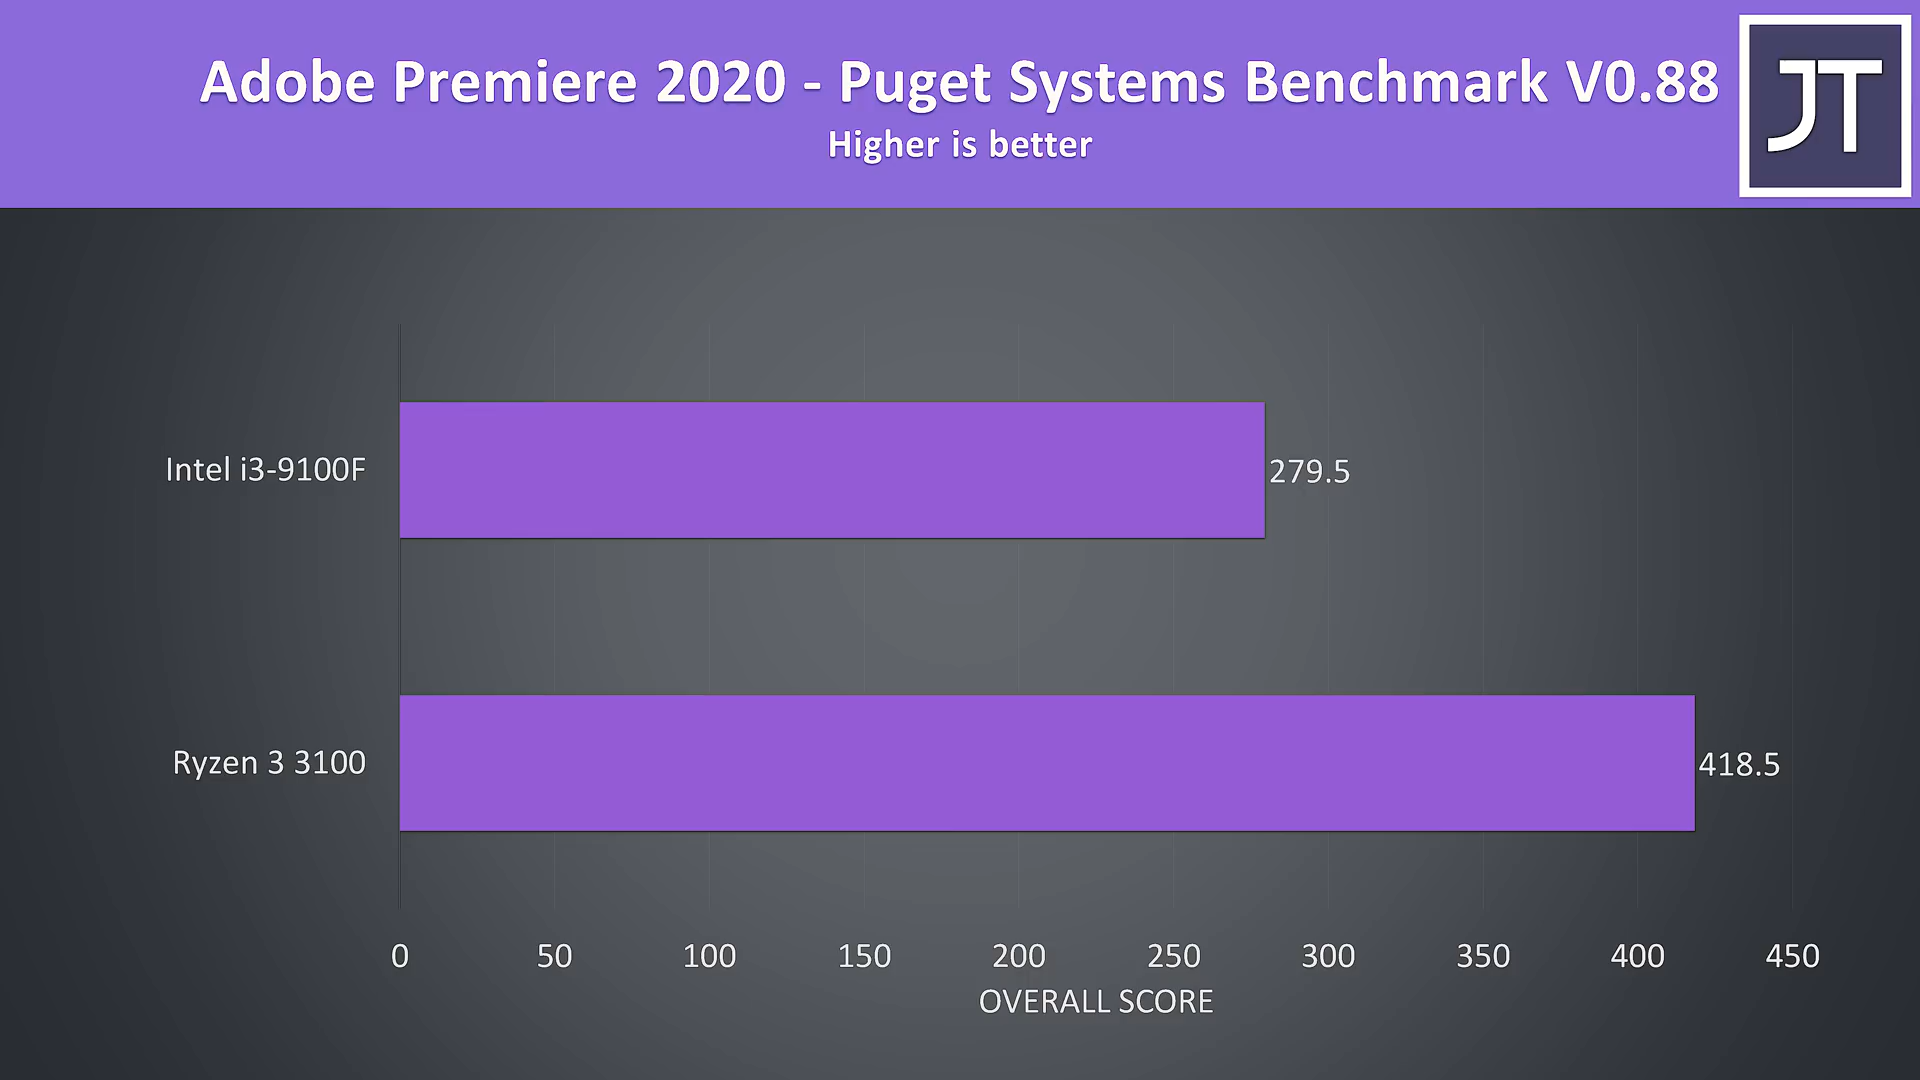 Adobe Premiere 2020 - Puget Systems Benchmark V0.88
Higher is better
JT
Intel i3-9100F
279.5
Ryzen 3 3100
418.5
0 50 100 150 200 250 300 350 400 450
OVERALL SCORE